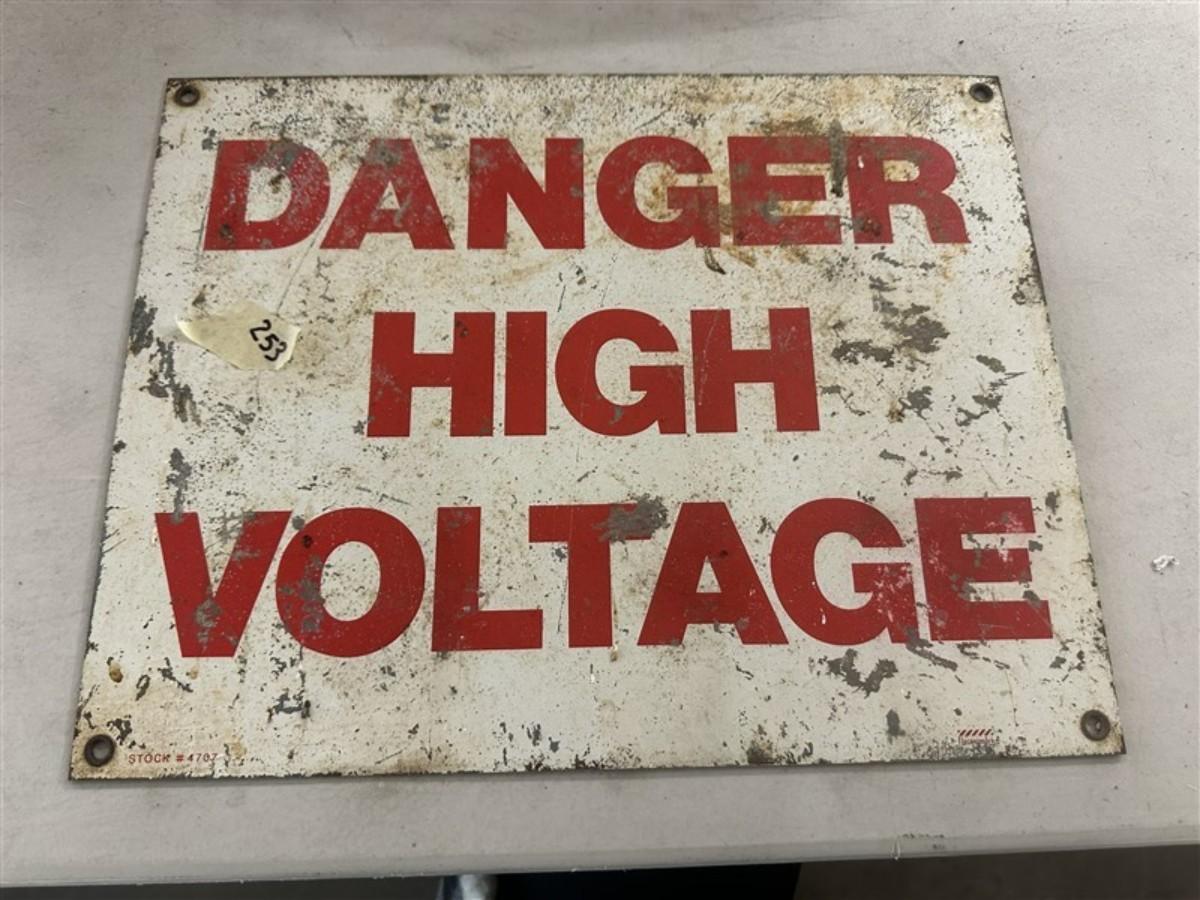 DANGER
HIGH
253
VOLTAGE
STOCK # 4707